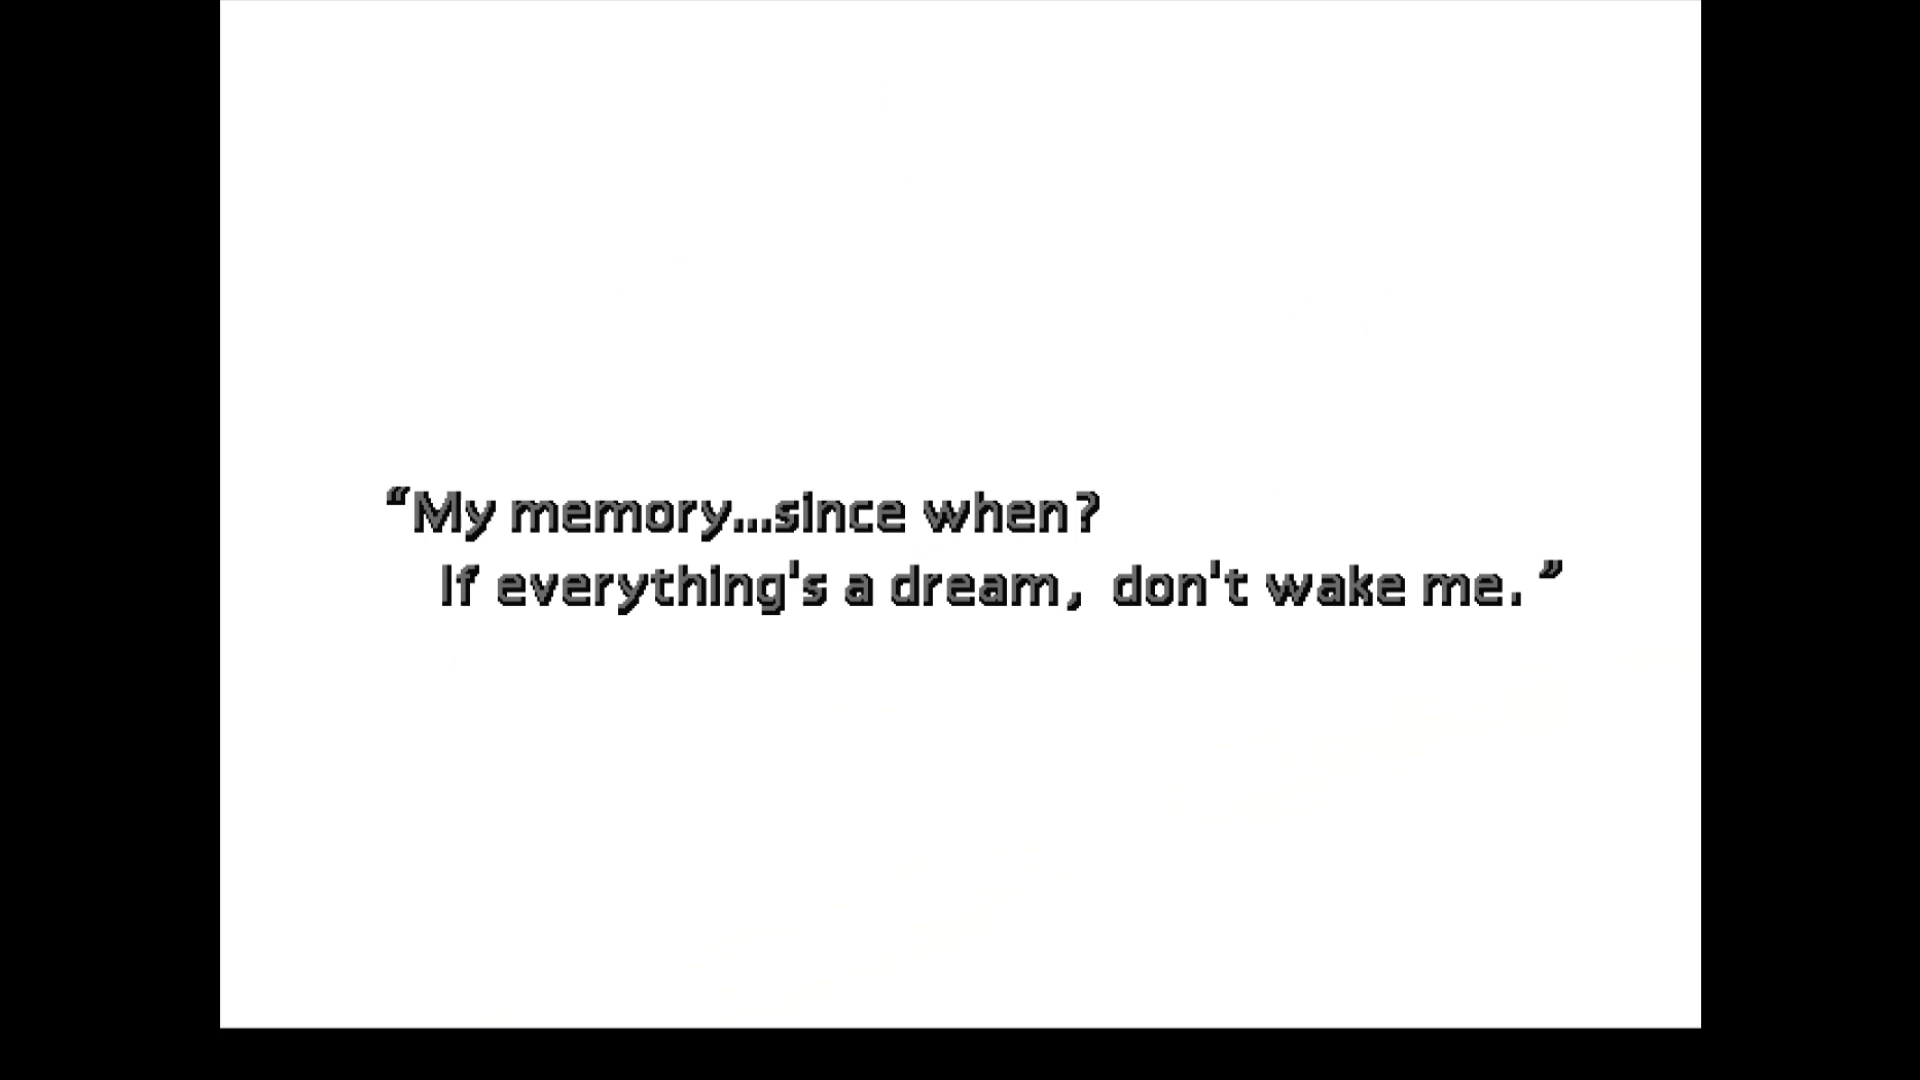 “My memory...since when?
If everything's a dream, don't wake me.”